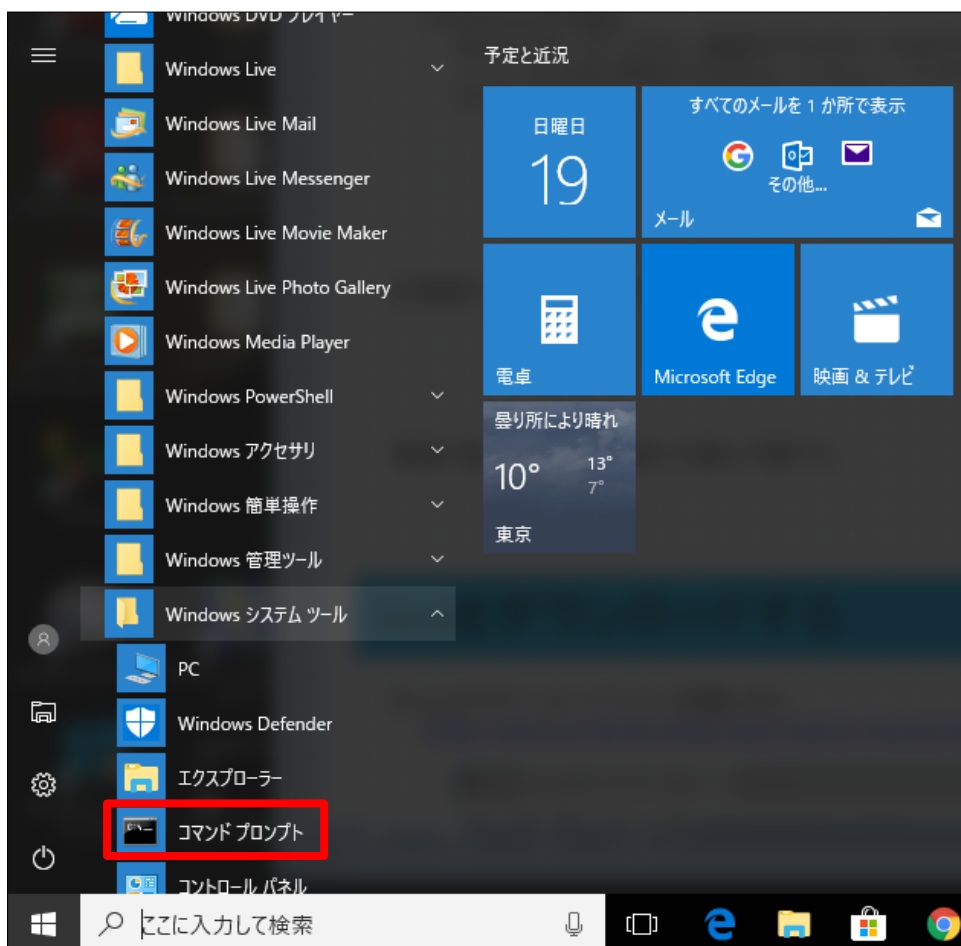 Windows DVD プレイヤー
Windows Live
Windows Live Mail
Windows Live Messenger
Windows Live Movie Maker
Windows Live Photo Gallery
Windows Media Player
Windows PowerShell
Windows アクセサリ
Windows 簡単操作
Windows 管理ツール
Windows システム ツール
PC
Windows Defender
エクスプローラー
コマンド プロンプト
コントロール パネル
予定と近況
日曜日
19
すべてのメールを 1 か所で表示
その他...
メール
電卓
Microsoft Edge
映画 & テレビ
曇り所により晴れ
10° 13°
7°
東京
ここに入力して検索